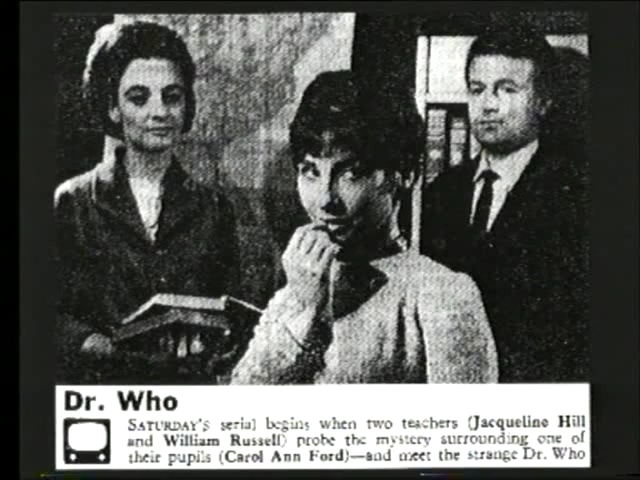 Dr. Who
SATURDAY'S serial begins when two teachers (Jacqueline Hill
and William Russell) probe the mystery surrounding one of
their pupils (Carol Ann Ford)—and meet the strange Dr. Who